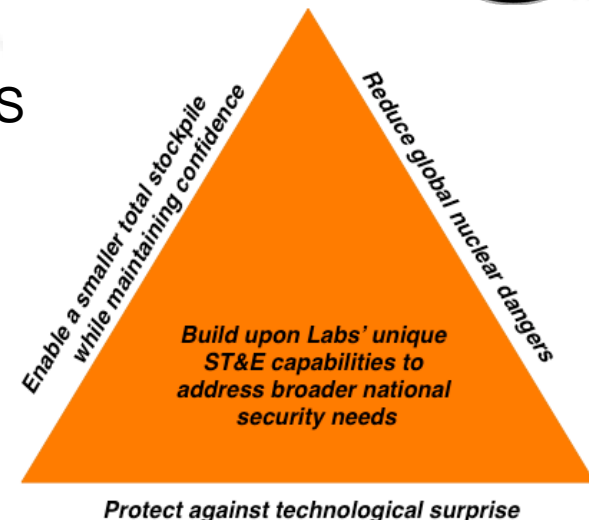 s
Enable a smaller total stockpile
while maintaining confidence
Reduce global nuclear dangers
Build upon Labs' unique
ST&E capabilities to
address broader national
security needs
Protect against technological surprise